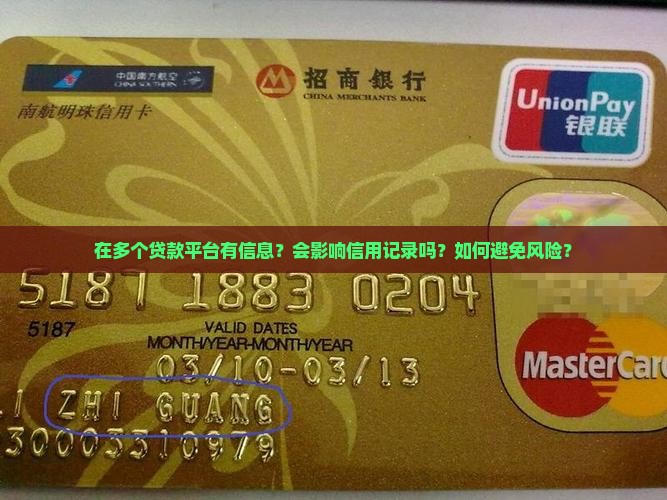 中国南方航空
CHINA SOUTHERN
招商银行
CHINA MERCHANTS BANK
南航明珠信用卡
UnionPay
银联
在多个贷款平台有信息？会影响信用记录吗？如何避免风险？
5187 1883 0204
5187
VALID DATES
MONTH/YEAR-MONTH/YEAR
03/10-03/13
MasterCard
LI ZHI GUANG
30003310979